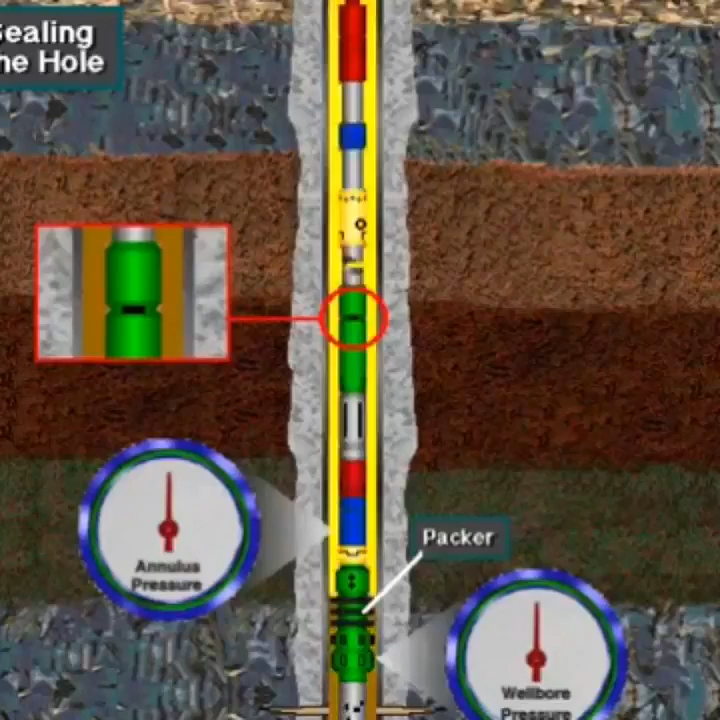 Sealing
he Hole
Annulus
Pressure
Packer
Wellbore
Pressure